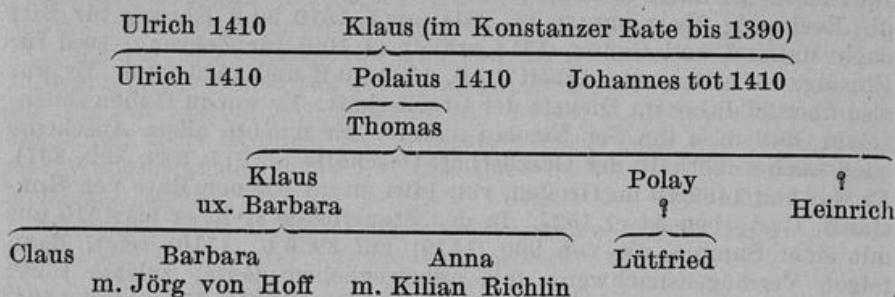 Ulrich 1410 Klaus (im Konstanzer Rate bis 1390)
Ulrich 1410 Polaius 1410 Johannes tot 1410
Thomas
?
Klaus Polay
ux. Barbara ? Heinrich
Claus Barbara Anna Lütfried
m. Jörg von Hoff m. Kilian Richlin